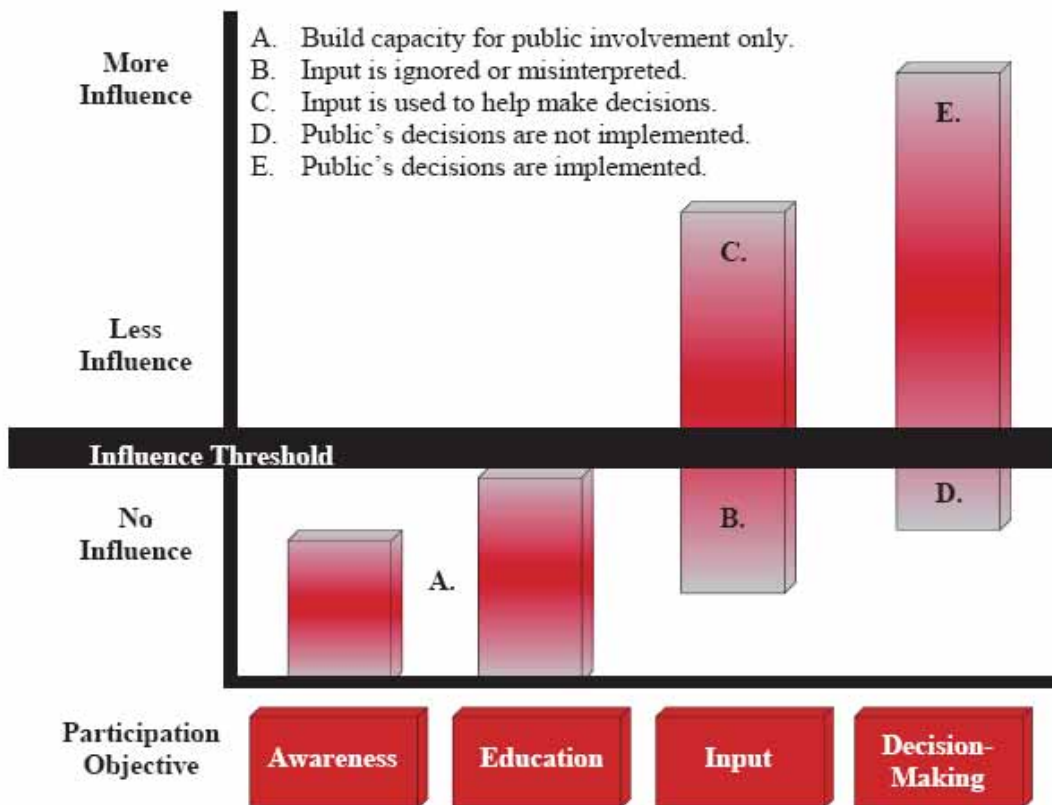 More
Influence
A. Build capacity for public involvement only.
B. Input is ignored or misinterpreted.
C. Input is used to help make decisions.
D. Public's decisions are not implemented.
E. Public's decisions are implemented.
E.
C.
Less
Influence
Influence Threshold
No
Influence
A.
B.
D.
Participation
Objective
Awareness
Education
Input
Decision-
Making